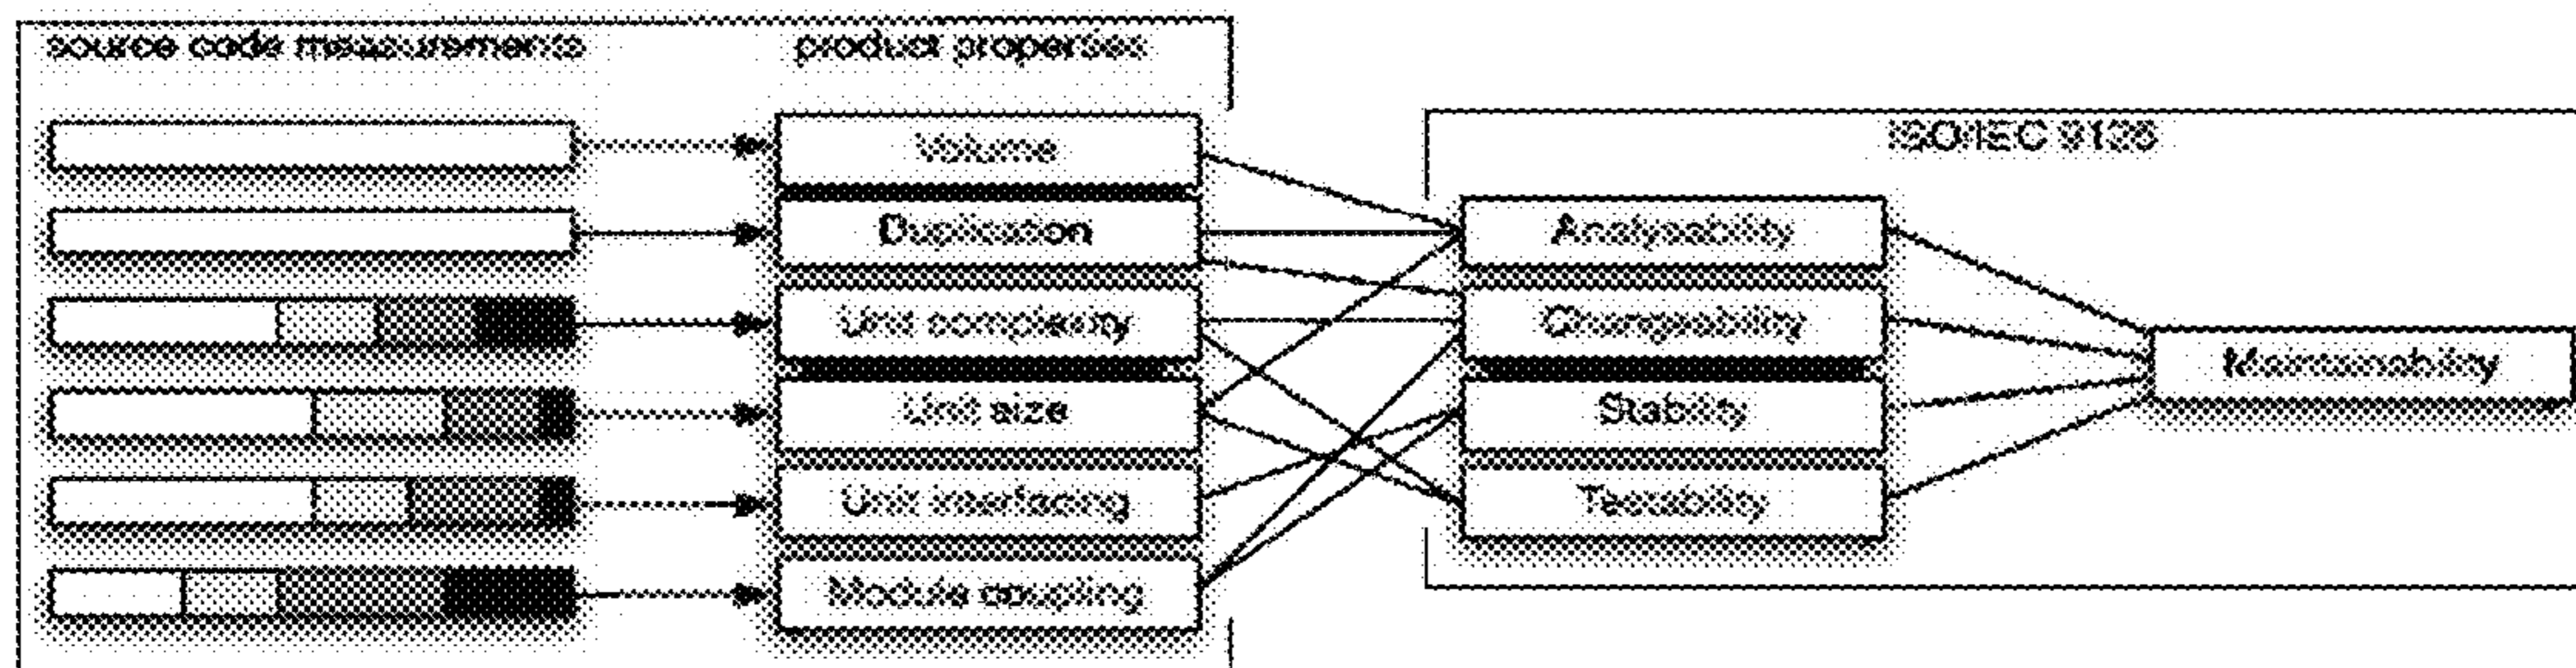 source code measurements
product properties
ISO/IEC 9126
Volume
Duplication
Unit complexity
Unit size
Unit interfacing
Module coupling
Analysability
Changeability
Stability
Testability
Maintainability